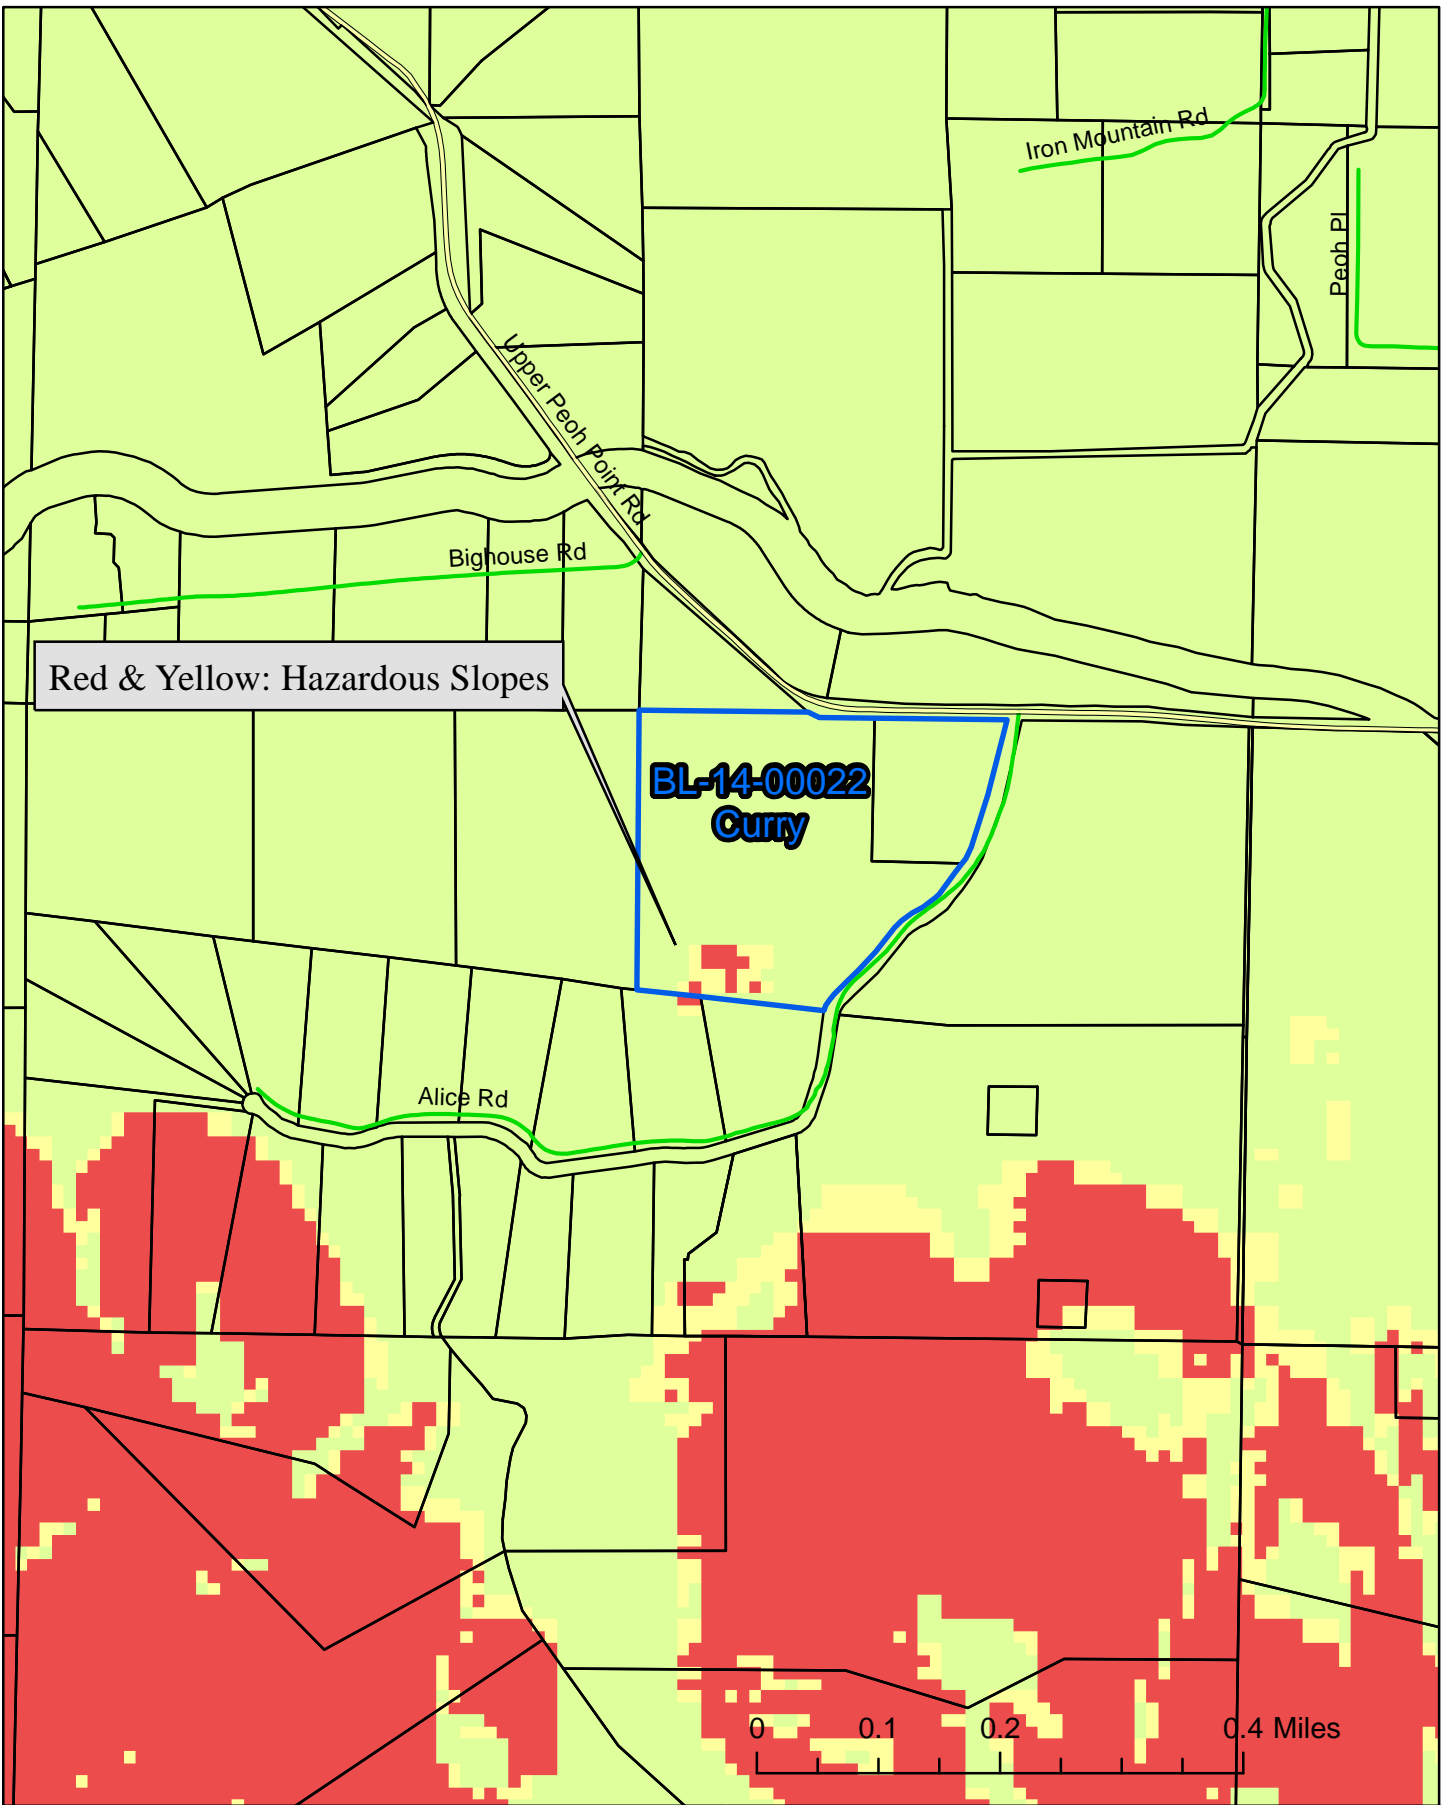 Iron Mountain Rd
Peoh Pl
Upper Peoh Point Rd
Bighouse Rd
Red & Yellow: Hazardous Slopes
BL-14-00022
Curry
Alice Rd
0 0.1 0.2 0.4 Miles